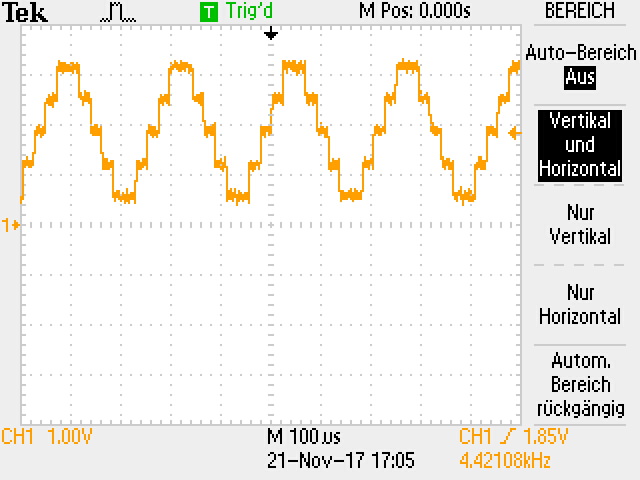 Tek
T Trig'd
M Pos: 0.000s
BEREICH
Auto-Bereich
Aus
Vertikal
und
Horizontal
Nur
Vertikal
Nur
Horizontal
Autom.
Bereich
rückgängig
1
CH1 1.00V
M 100µs
CH1 1.85V
21-Nov-17 17:05
4.42108kHz